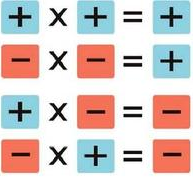 + x + = +
− x − = +
+ x − = −
− x + = −